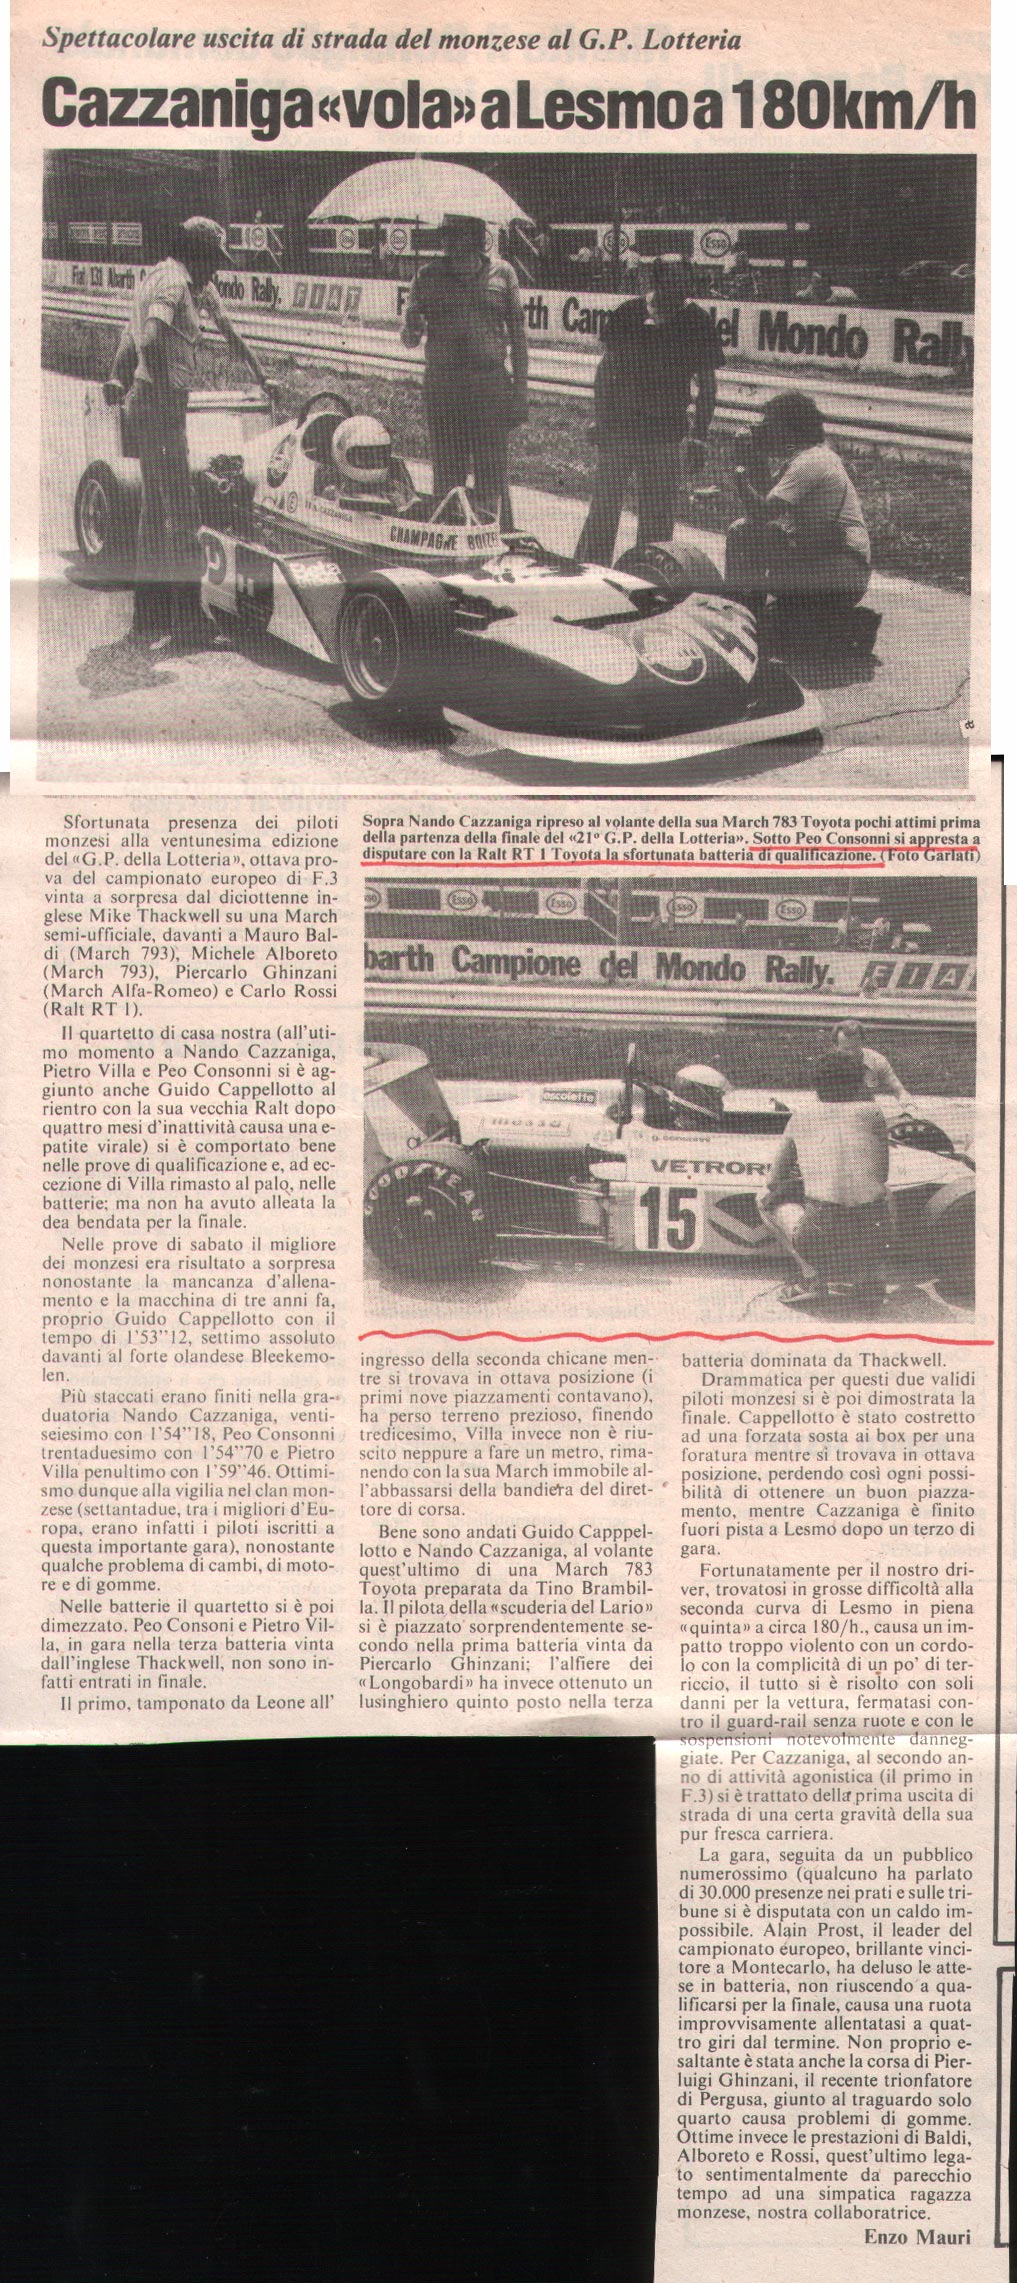 Spettacolare uscita di strada del monzese al G.P. Lotteria
Cazzaniga «vola» a Lesmo a 180km/h
Esso
Fiat 131 Abarth
Mondo Rally.
FIAT
rth Cam
del Mondo Rally
CHAMPAGNE BOIZEL
Sopra Nando Cazzaniga ripreso al volante della sua March 783 Toyota pochi attimi prima
della partenza della finale del «21º G.P. della Lotteria». Sotto Peo Consonni si appresta a
disputare con la Ralt RT 1 Toyota la sfortunata batteria di qualificazione. (Foto Garlati)
Esso Esso Esso Esso
barth Campione del Mondo Rally. FIA
escolette
VETROR
GOODYEAR
15
Sfortunata presenza dei piloti
monzesi alla ventunesima edizione
del «G.P. della Lotteria», ottava pro-
va del campionato europeo di F.3
vinta a sorpresa dal diciottenne in-
glese Mike Thackwell su una March
semi-ufficiale, davanti a Mauro Bal-
di (March 793), Michele Alboreto
(March 793), Piercarlo Ghinzani
(March Alfa-Romeo) e Carlo Rossi
(Ralt RT 1).
Il quartetto di casa nostra (all'uti-
mo momento a Nando Cazzaniga,
Pietro Villa e Peo Consonni si è ag-
giunto anche Guido Cappellotto al
rientro con la sua vecchia Ralt dopo
quattro mesi d'inattività causa una e-
patite virale) si è comportato bene
nelle prove di qualificazione e, ad ec-
cezione di Villa rimasto al palo, nelle
batterie; ma non ha avuto alleata la
dea bendata per la finale.
Nelle prove di sabato il migliore
dei monzesi era risultato a sorpresa
nonostante la mancanza d'allena-
mento e la macchina di tre anni fa,
proprio Guido Cappellotto con il
tempo di 1'53''12, settimo assoluto
davanti al forte olandese Bleekemo-
len.
Più staccati erano finiti nella gra-
duatoria Nando Cazzaniga, venti-
seiesimo con 1'54''18, Peo Consonni
trentaduesimo con 1'54''70 e Pietro
Villa penultimo con 1'59''46. Ottimi-
smo dunque alla vigilia nel clan mon-
zese (settantadue, tra i migliori d'Eu-
ropa, erano infatti i piloti iscritti a
questa importante gara), nonostante
qualche problema di cambi, di moto-
re e di gomme.
Nelle batterie il quartetto si è poi
dimezzato. Peo Consoni e Pietro Vil-
la, in gara nella terza batteria vinta
dall'inglese Thackwell, non sono in-
fatti entrati in finale.
Il primo, tamponato da Leone all'
ingresso della seconda chicane men-
tre si trovava in ottava posizione (i
primi nove piazzamenti contavano),
ha perso terreno prezioso, finendo
tredicesimo, Villa invece non è riu-
scito neppure a fare un metro, rima-
nendo con la sua March immobile al-
l'abbassarsi della bandiera del diret-
tore di corsa.
Bene sono andati Guido Capppel-
lotto e Nando Cazzaniga, al volante
quest'ultimo di una March 783
Toyota preparata da Tino Brambil-
la. Il pilota della «scuderia del Lario»
si è piazzato sorprendentemente se-
condo nella prima batteria vinta da
Piercarlo Ghinzani; l'alfiere dei
«Longobardi» ha invece ottenuto un
lusinghiero quinto posto nella terza
batteria dominata da Thackwell.
Drammatica per questi due validi
piloti monzesi si è poi dimostrata la
finale. Cappellotto è stato costretto
ad una forzata sosta ai box per una
foratura mentre si trovava in ottava
posizione, perdendo così ogni possi-
bilità di ottenere un buon piazza-
mento, mentre Cazzaniga è finito
fuori pista a Lesmo dopo un terzo di
gara.
Fortunatamente per il nostro dri-
ver, trovatosi in grosse difficoltà alla
seconda curva di Lesmo in piena
«quinta» a circa 180/h., causa un im-
patto troppo violento con un cordo-
lo con la complicità di un po' di ter-
riccio, il tutto si è risolto con soli
danni per la vettura, fermatasi con-
tro il guard-rail senza ruote e con le
sospensioni notevolmente danneg-
giate. Per Cazzaniga, al secondo an-
no di attività agonistica (il primo in
F.3) si è trattato della prima uscita di
strada di una certa gravità della sua
pur fresca carriera.
La gara, seguita da un pubblico
numerossimo (qualcuno ha parlato
di 30.000 presenze nei prati e sulle tri-
bune si è disputata con un caldo im-
possibile. Alain Prost, il leader del
campionato europeo, brillante vinci-
tore a Montecarlo, ha deluso le atte-
se in batteria, non riuscendo a qua-
lificarsi per la finale, causa una ruota
improvvisamente allentatasi a quat-
tro giri dal termine. Non proprio e-
saltante è stata anche la corsa di Pier-
luigi Ghinzani, il recente trionfatore
di Pergusa, giunto al traguardo solo
quarto causa problemi di gomme.
Ottime invece le prestazioni di Baldi,
Alboreto e Rossi, quest'ultimo lega-
to sentimentalmente da parecchio
tempo ad una simpatica ragazza
monzese, nostra collaboratrice.
Enzo Mauri